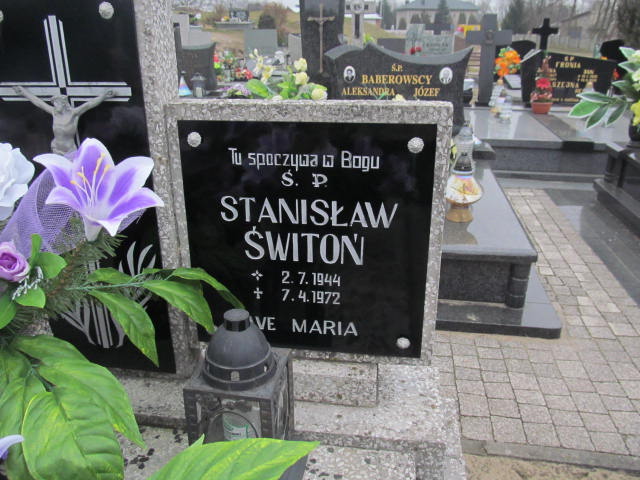 Tu spoczywa w Bogu
Ś. P.
STANISŁAW
ŚWITOŃ
2.7.1944
7.4.1972
VE MARIA
Ś.P.
BABEROWSCY
ALEKSANDRA JÓZEF